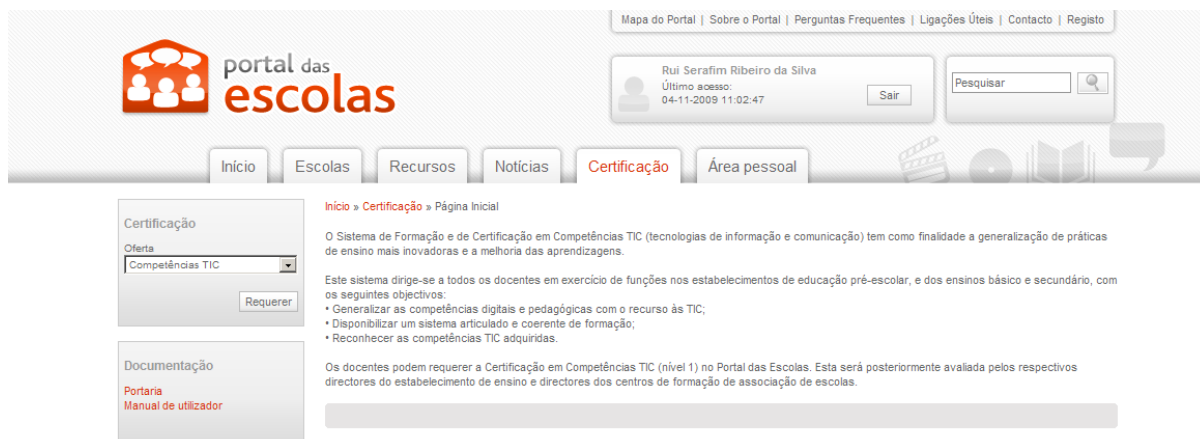 Mapa do Portal | Sobre o Portal | Perguntas Frequentes | Ligações Úteis | Contacto | Registo
portal das
escolas
Rui Serafim Ribeiro da Silva
Último acesso:
04-11-2009 11:02:47
Sair
Pesquisar
Início
Escolas
Recursos
Notícias
Certificação
Área pessoal
Certificação
Oferta
Competências TIC
Requerer
Documentação
Portaria
Manual de utilizador
Início » Certificação » Página Inicial
O Sistema de Formação e de Certificação em Competências TIC (tecnologias de informação e comunicação) tem como finalidade a generalização de práticas
de ensino mais inovadoras e a melhoria das aprendizagens.
Este sistema dirige-se a todos os docentes em exercício de funções nos estabelecimentos de educação pré-escolar, e dos ensinos básico e secundário, com
os seguintes objectivos:
• Generalizar as competências digitais e pedagógicas com o recurso às TIC;
• Disponibilizar um sistema articulado e coerente de formação;
• Reconhecer as competências TIC adquiridas.
Os docentes podem requerer a Certificação em Competências TIC (nível 1) no Portal das Escolas. Esta será posteriormente avaliada pelos respectivos
directores do estabelecimento de ensino e directores dos centros de formação de associação de escolas.